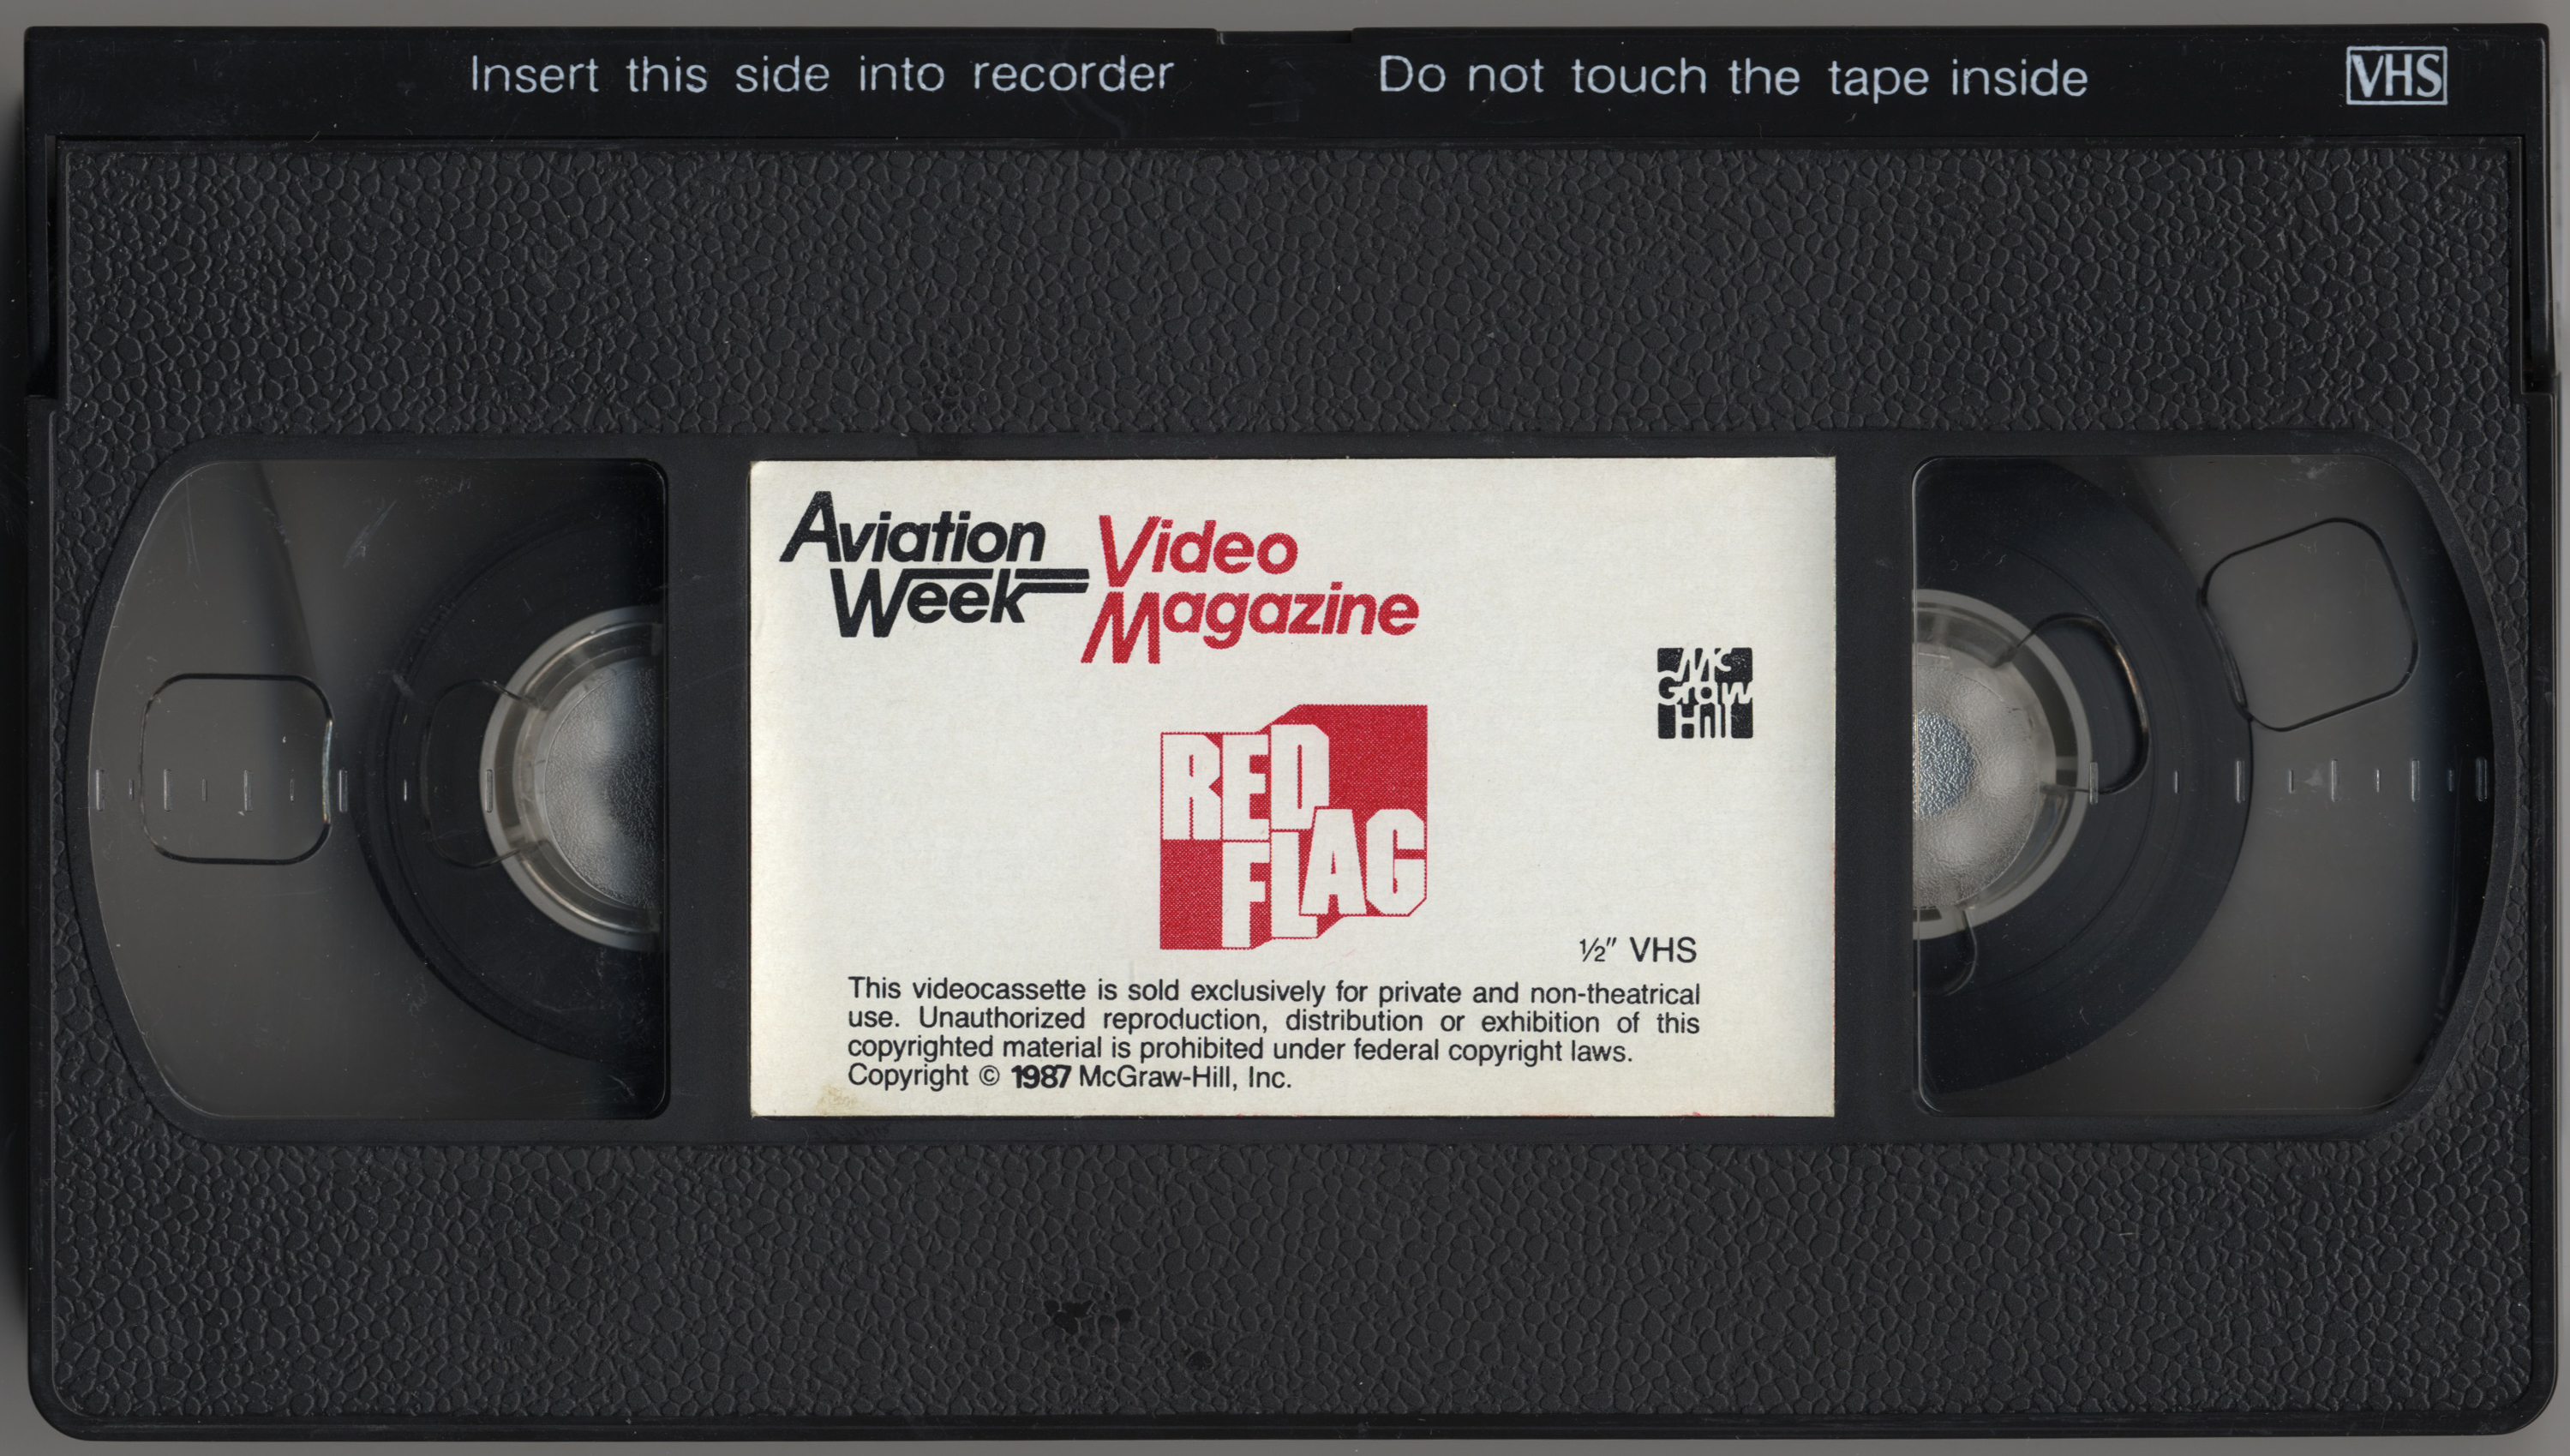 Insert this side into recorder Do not touch the tape inside VHS
Aviation Week
Video Magazine
Mc
Graw
Hill
RED
FLAG
½" VHS
This videocassette is sold exclusively for private and non-theatrical
use. Unauthorized reproduction, distribution or exhibition of this
copyrighted material is prohibited under federal copyright laws.
Copyright © 1987 McGraw-Hill, Inc.